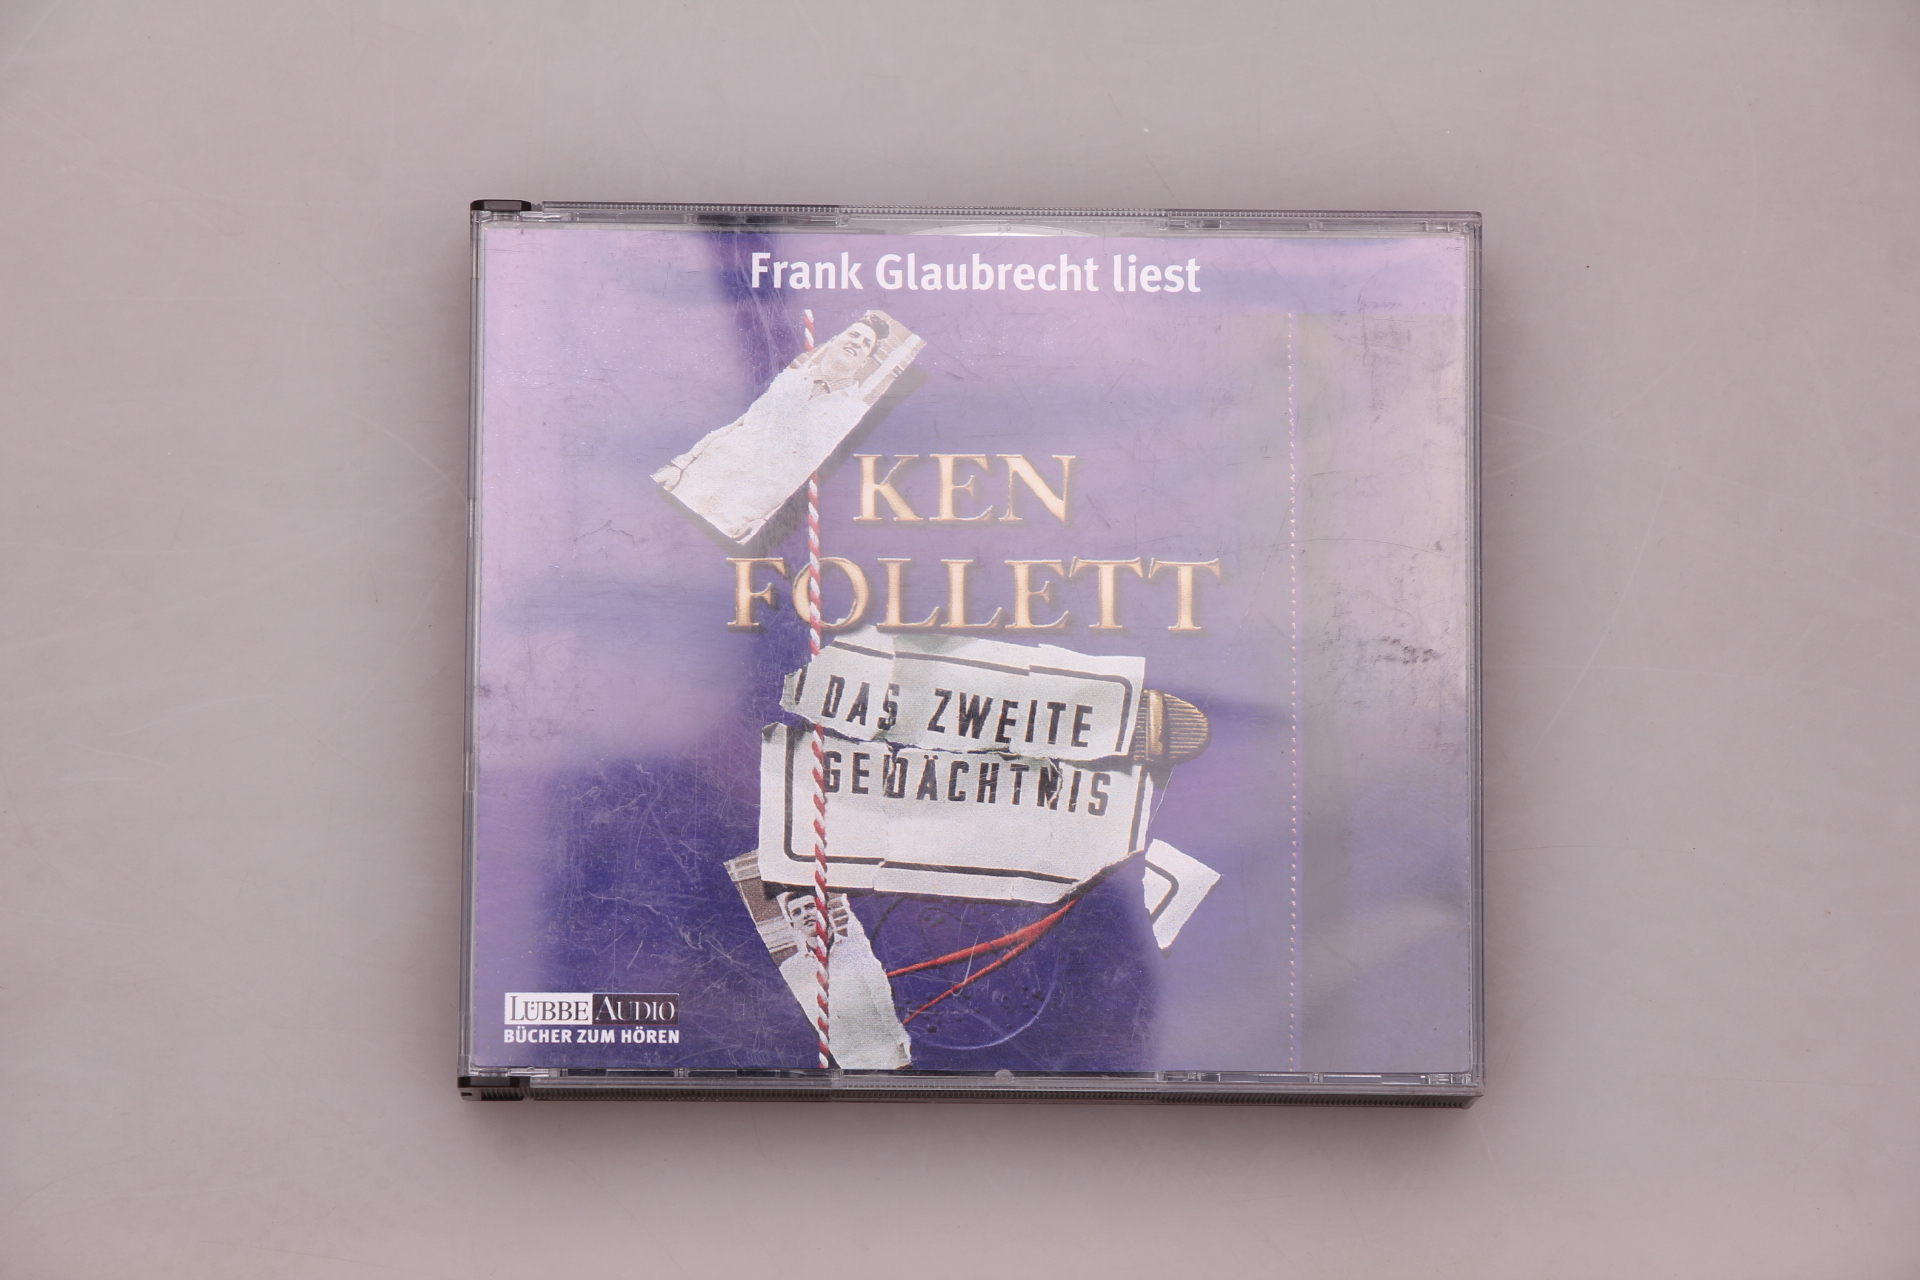 Frank Glaubrecht liest
KEN
FOLLETT
DAS ZWEITE
GEDÄCHTNIS
LÜBBE AUDIO
BÜCHER ZUM HÖREN